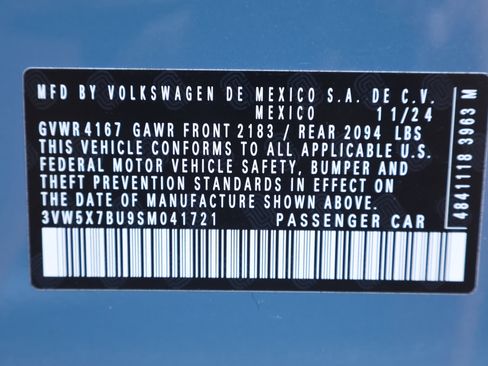 MFD BY VOLKSWAGEN DE MEXICO S.A. DE C.V.
MEXICO 11/24
GVWR 4167 GAWR FRONT 2183 / REAR 2094 LBS
THIS VEHICLE CONFORMS TO ALL APPLICABLE U.S.
FEDERAL MOTOR VEHICLE SAFETY, BUMPER AND
THEFT PREVENTION STANDARDS IN EFFECT ON
THE DATE OF MANUFACTURE SHOWN ABOVE.
3VW5X7BU9SM041721 PASSENGER CAR
4841118 3963 M